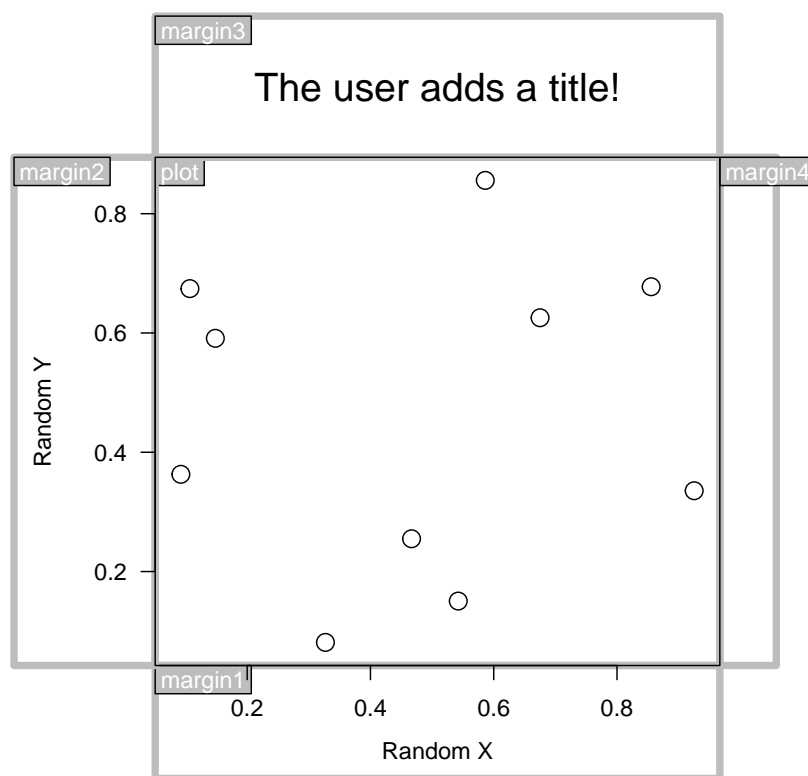 margin3
The user adds a title!
margin2
plot
margin4
0.8
0.6
0.4
0.2
Random Y
margin1
0.2 0.4 0.6 0.8
Random X